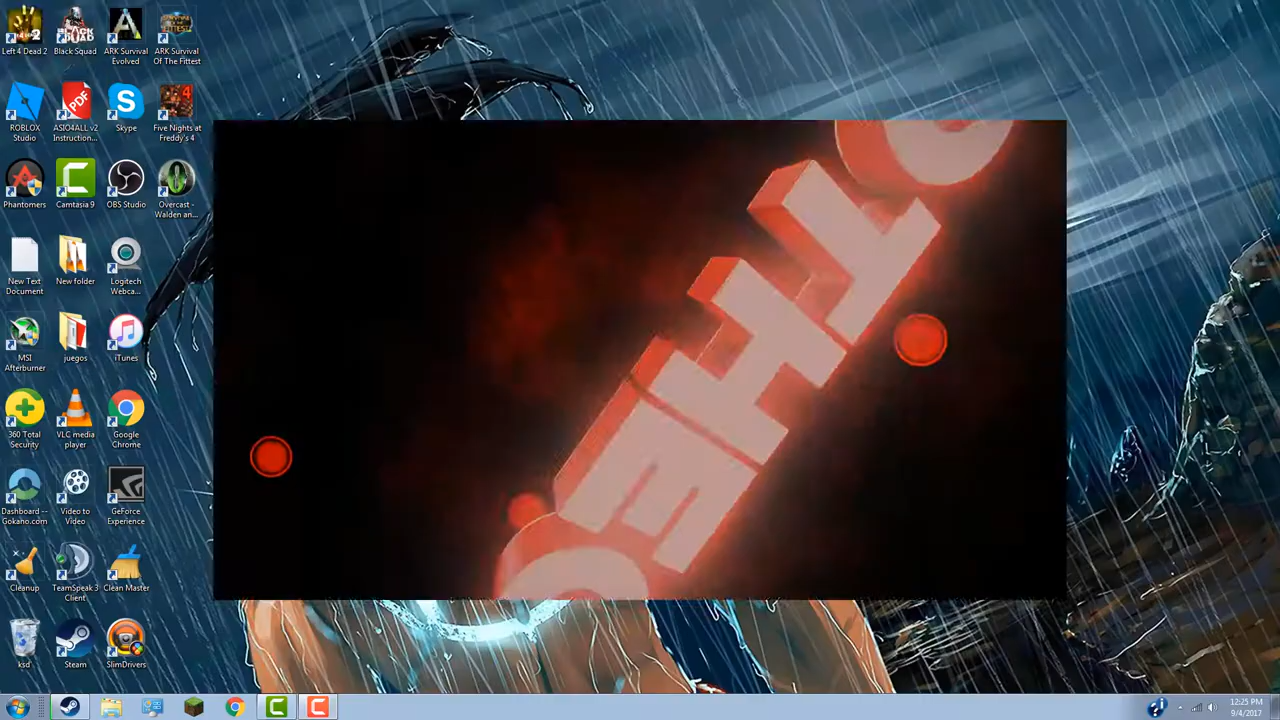 Left 4 Dead 2
Black Squad
ARK Survival Evolved
ARK Survival Of The Fittest
ROBLOX Studio
ASIO4ALL v2 Instruction...
Skype
Five Nights at Freddy's 4
Phantomers
Camtasia 9
OBS Studio
Overcast - Walden an...
New Text Document
New folder
Logitech Webca...
MSI Afterburner
juegos
iTunes
360 Total Security
VLC media player
Google Chrome
Dashboard -- Gokano.com
Video to Video
GeForce Experience
Cleanup
TeamSpeak 3 Client
Clean Master
ksd
Steam
SlimDrivers
12:25 PM
9/4/2017